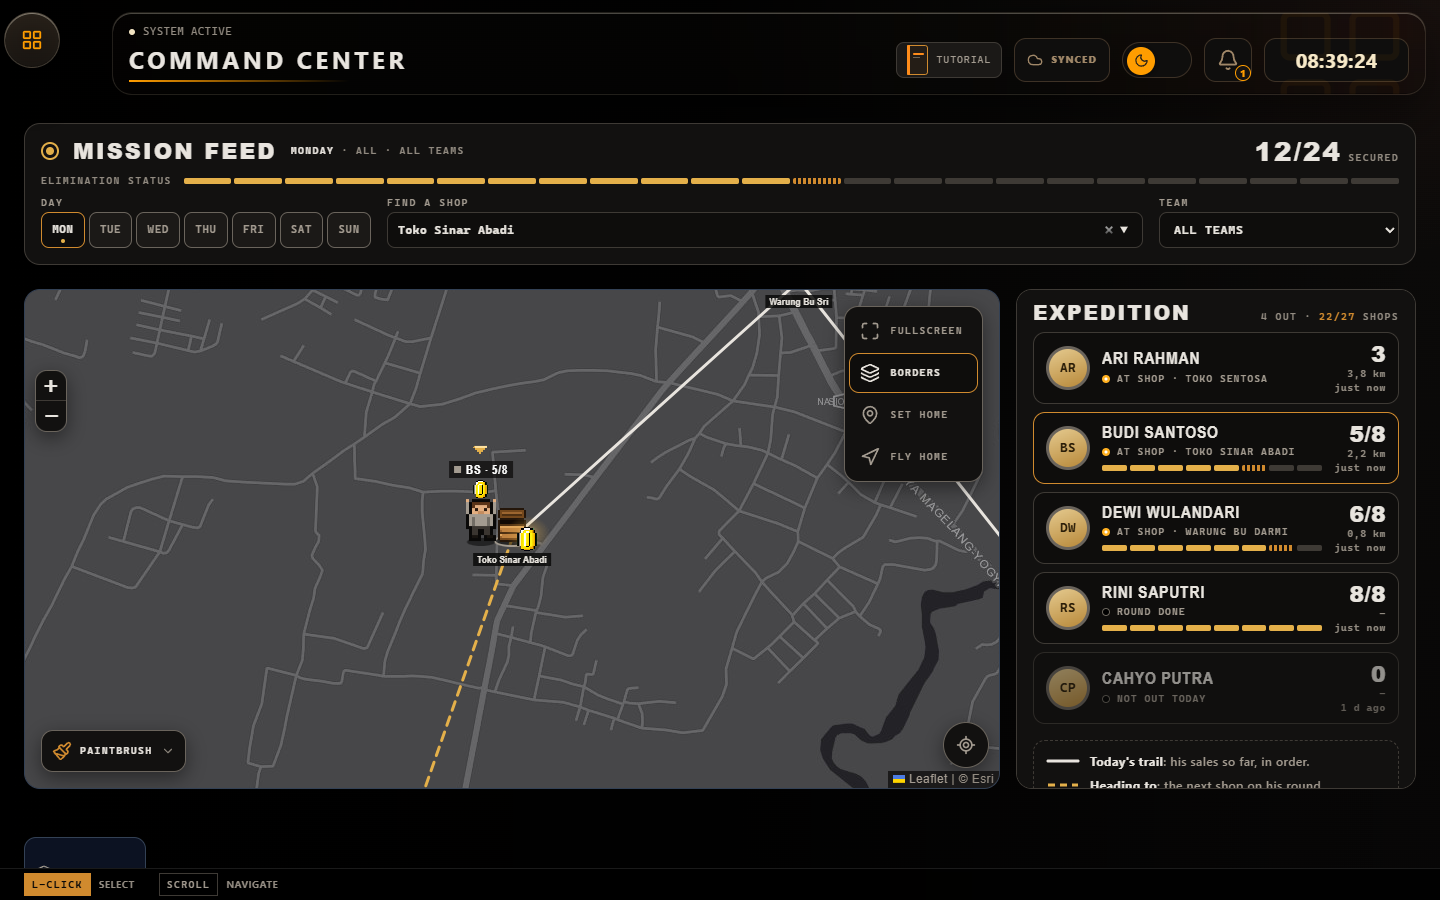 SYSTEM ACTIVE
COMMAND CENTER
TUTORIAL
SYNCED
1
08:39:24
MISSION FEED
MONDAY · ALL · ALL TEAMS
12/24 SECURED
ELIMINATION STATUS
DAY
MON TUE WED THU FRI SAT SUN
FIND A SHOP
Toko Sinar Abadi
TEAM
ALL TEAMS
Warung Bu Sri
FULLSCREEN
BORDERS
SET HOME
FLY HOME
+
−
BS · 5/8
Toko Sinar Abadi
MAGELANG-YOGY
PAINTBRUSH
Leaflet | © Esri
EXPEDITION
4 OUT · 22/27 SHOPS
AR
ARI RAHMAN
AT SHOP · TOKO SENTOSA
3
3,8 km
just now
BS
BUDI SANTOSO
AT SHOP · TOKO SINAR ABADI
5/8
2,2 km
just now
DW
DEWI WULANDARI
AT SHOP · WARUNG BU DARMI
6/8
0,8 km
just now
RS
RINI SAPUTRI
ROUND DONE
8/8
–
just now
CP
CAHYO PUTRA
NOT OUT TODAY
0
–
1 d ago
Today's trail: his sales so far, in order.
Heading to: the next shop on his round
L-CLICK SELECT SCROLL NAVIGATE